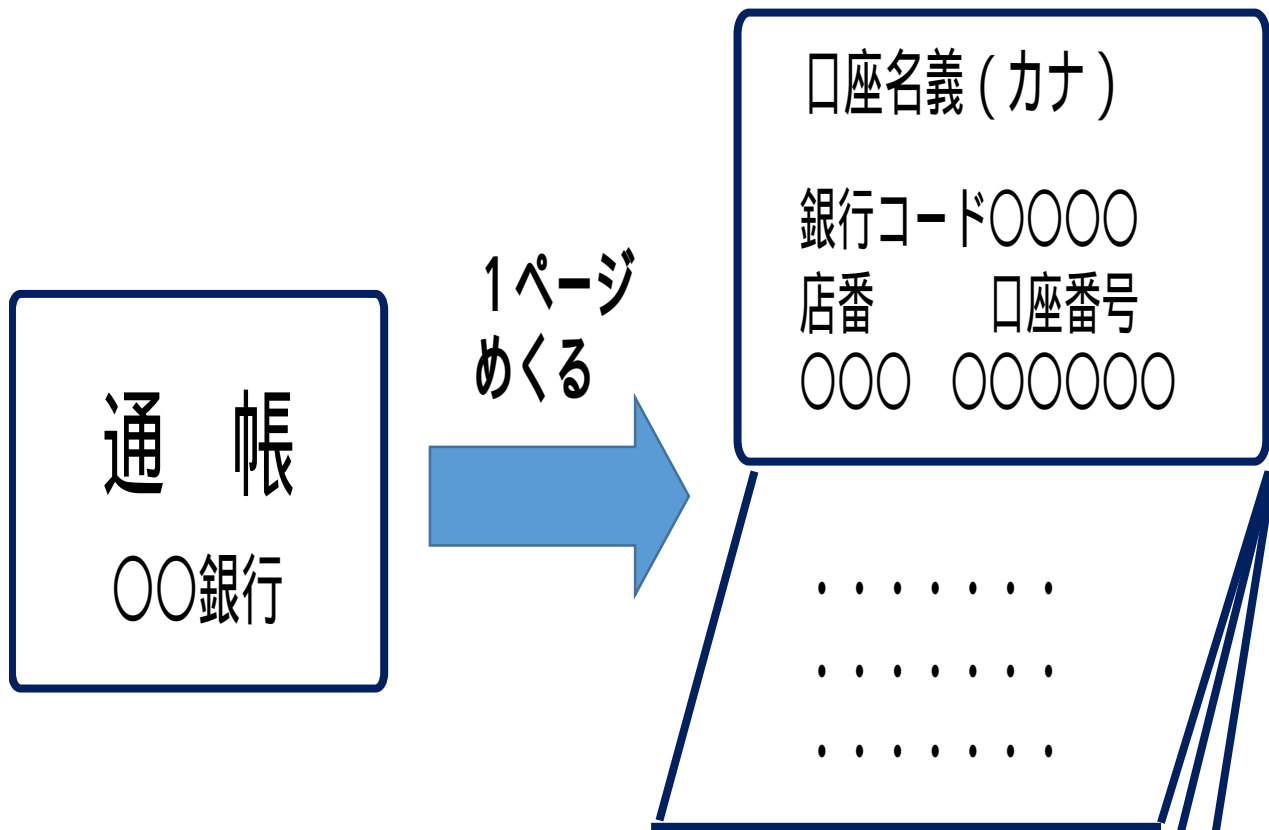 通　帳
○○銀行
１ページ
めくる
口座名義（カナ）
銀行コード○○○○
店番　　　口座番号
○○○　○○○○○○
・・・・・・・
・・・・・・・
・・・・・・・